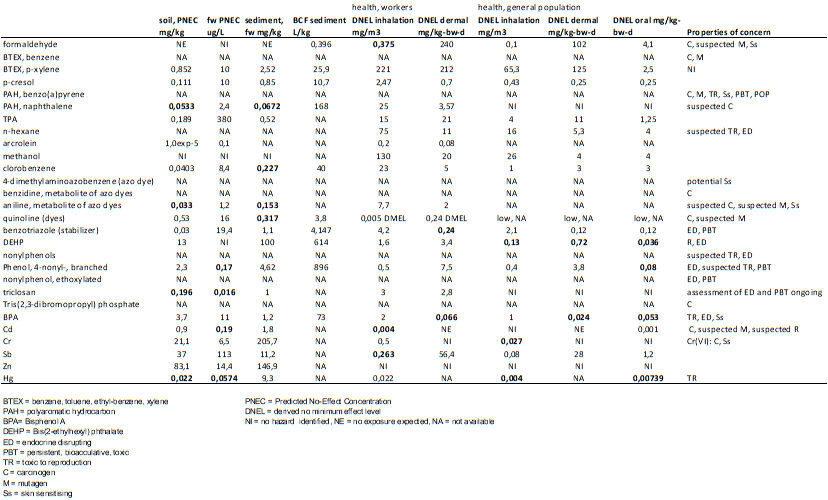 health, workers health, general population
soil, PNEC fw PNEC sediment, BCF sediment DNEL inhalation DNEL dermal DNEL inhalation DNEL dermal DNEL oral mg/kg-
mg/kg ug/L fw mg/kg L/kg mg/m3 mg/kg-bw-d mg/m3 mg/kg-bw-d bw-d Properties of concern
formaldehyde NE NI NE 0,396 0,375 240 0,1 102 4,1 C, suspected M, Ss
BTEX, benzene NA NA NA NA NA NA NA NA NA C, M
BTEX, p-xylene 0,852 10 2,52 25,9 221 212 65,3 125 2,5 NI
p-cresol 0,111 10 0,85 10,7 2,47 0,7 0,43 0,25 0,25
PAH, benzo(a)pyrene NA NA NA NA NA NA NA NA NA C, M, TR, Ss, PBT, POP
PAH, naphthalene 0,0533 2,4 0,0672 168 25 3,57 NI NI NI suspected C
TPA 0,189 380 0,52 NA 15 21 4 11 1,25
n-hexane NA NA NA NA 75 11 16 5,3 4 suspected TR, ED
arcrolein 1,0exp-5 0,1 NA NA 0,2 0,08
methanol NI NI NI 130 20 26 4 4
clorobenzene 0,0403 8,4 0,227 40 23 5 1 3 3
4-dimethylaminoazobenzene (azo dye) NA NA NA NA NA NA NA NA NA potential Ss
benzidine, metabolite of azo dyes NA NA NA NA NA NA NA NA NA C
aniline, metabolite of azo dyes 0,033 1,2 0,153 7,7 2 NA NA NA suspected C, suspected M, Ss
quinoline (dyes) 0,53 16 0,317 3,8 0,005 DMEL 0,24 DMEL low, NA low, NA low, NA C, suspected M
benzotriazole (stabilizer) 0,03 19,4 1,1 4,147 4,2 0,24 2,1 0,12 0,12 ED, PBT
DEHP 13 NI 100 614 1,6 3,4 0,13 0,72 0,036 R, ED
nonylphenols NA NA NA NA NA NA NA NA NA suspected TR, ED
Phenol, 4-nonyl-, branched 2,3 0,17 4,62 896 0,5 7,5 0,4 3,8 0,08 ED, suspected TR, PBT
nonylphenol, ethoxylated NA NA NA NA NA NA NA NA NA ED, PBT
triclosan 0,196 0,016 1 NA 3 2,8 NI NI NI assessment of ED and PBT ongoing
Tris(2,3-dibromopropyl) phosphate NA NA NA NA NA NA NA NA NA C
BPA 3,7 11 1,2 73 2 0,066 1 0,024 0,053 TR, ED, Ss
Cd 0,9 0,19 1,8 NA 0,004 NE NI NE 0,001 C, suspected M, suspected R
Cr 21,1 6,5 205,7 NA 0,5 NI 0,027 NI NI Cr(VI): C, Ss
Sb 37 113 11,2 NA 0,263 56,4 0,08 28 1,2
Zn 83,1 14,4 146,9 NA NI NI NI NI NI
Hg 0,022 0,0574 9,3 NA 0,022 NA 0,004 NA 0,00739 TR
BTEX = benzene, toluene, ethyl-benzene, xylene PNEC = Predicted No-Effect Concentration
PAH = polyaromatic hydrocarbon DNEL = derived no minimum effect level
BPA= Bisphenol A NI = no hazard identified, NE = no exposure expected, NA = not available
DEHP = Bis(2-ethylhexyl) phthalate
ED = endocrine disrupting
PBT = persistent, bioaccumulative, toxic
TR = toxic to reproduction
C = carcinogen
M = mutagen
Ss = skin sensitising